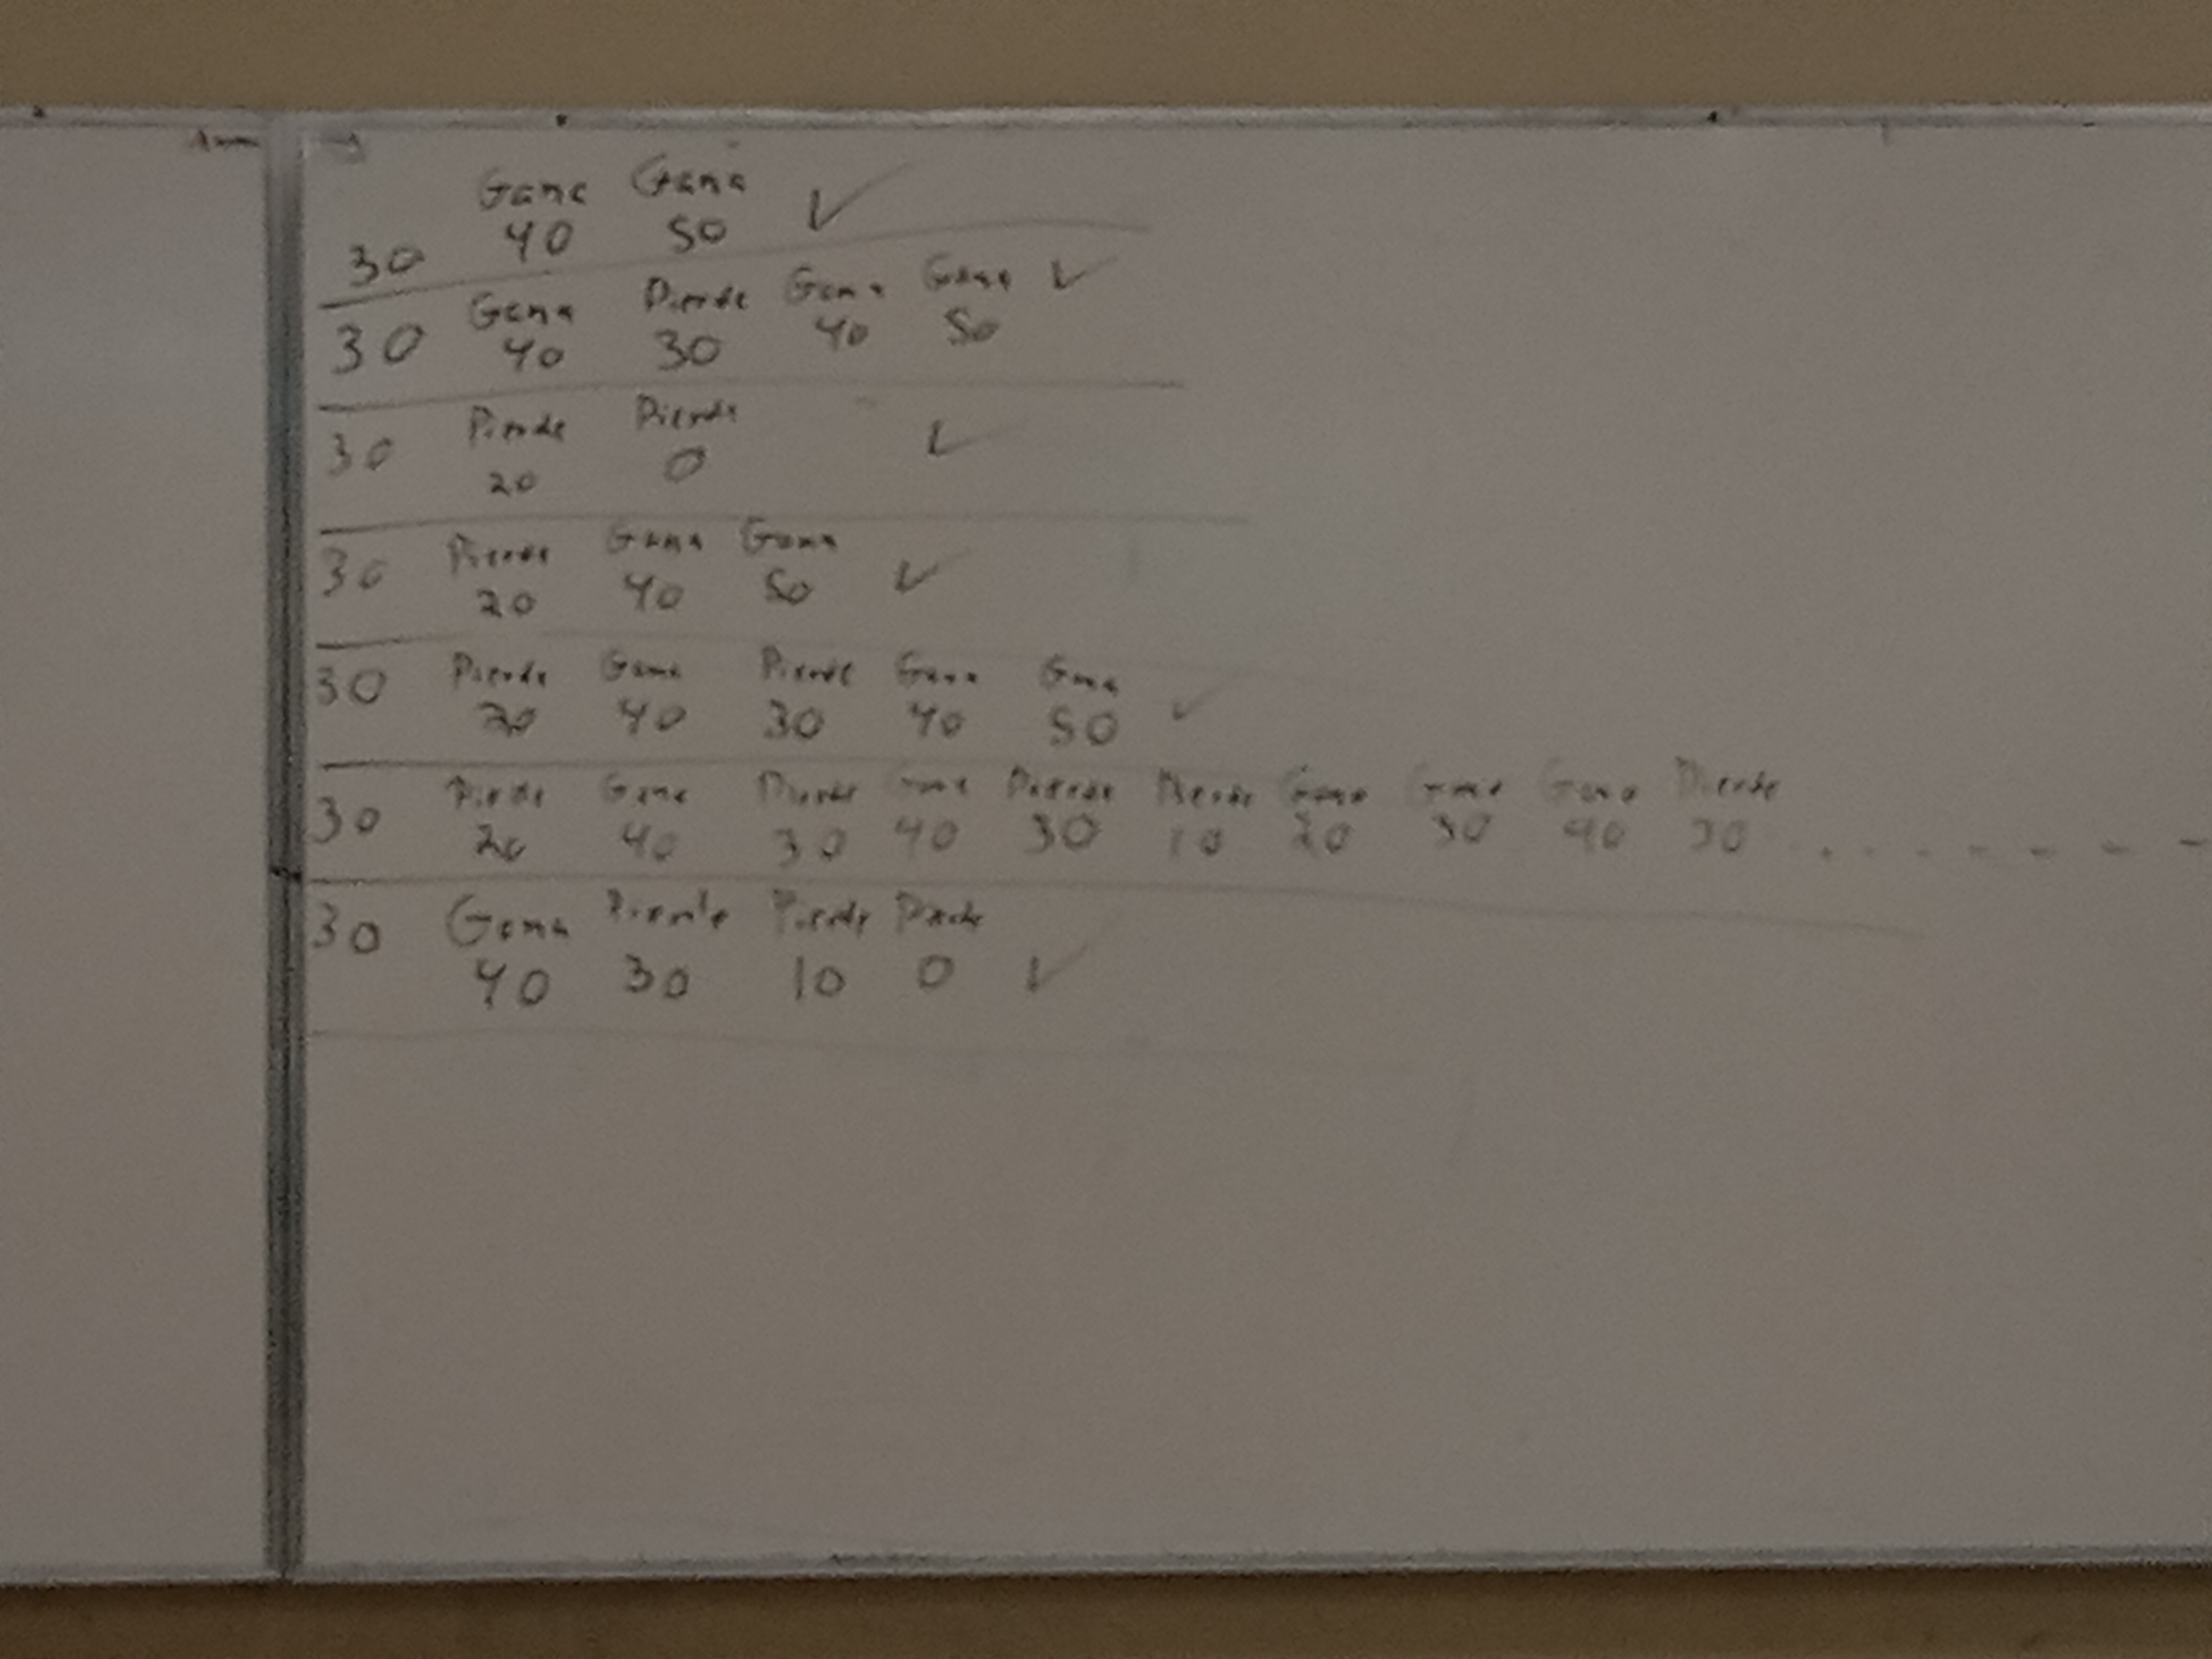 Gana Gana ✓
30 40 50
Gana Pierde Gana Gana ✓
30 40 30 40 50
Pierde Pierde ✓
30 20 0
Pierde Gana Gana ✓
30 20 40 50
Pierde Gana Pierde Gana Gana ✓
30 20 40 30 40 50
Pierde Gana Pierde Gana Pierde Pierde Gana Gana Gana Pierde
30 20 40 30 40 30 10 20 30 40 30 . . . - - - -
Gana Pierde Pierde Pierde ✓
30 40 30 10 0